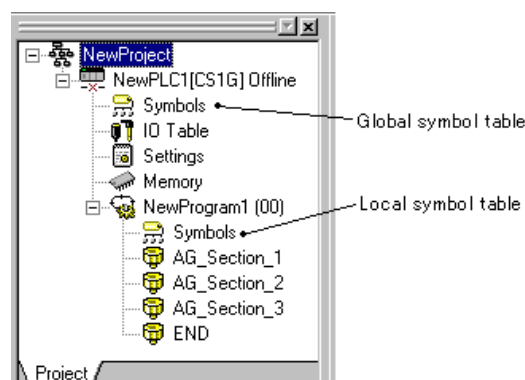 NewProject
NewPLC1[CS1G] Offline
Symbols
Global symbol table
IO Table
Settings
Memory
NewProgram1 (00)
Local symbol table
Symbols
AG_Section_1
AG_Section_2
AG_Section_3
END
Project